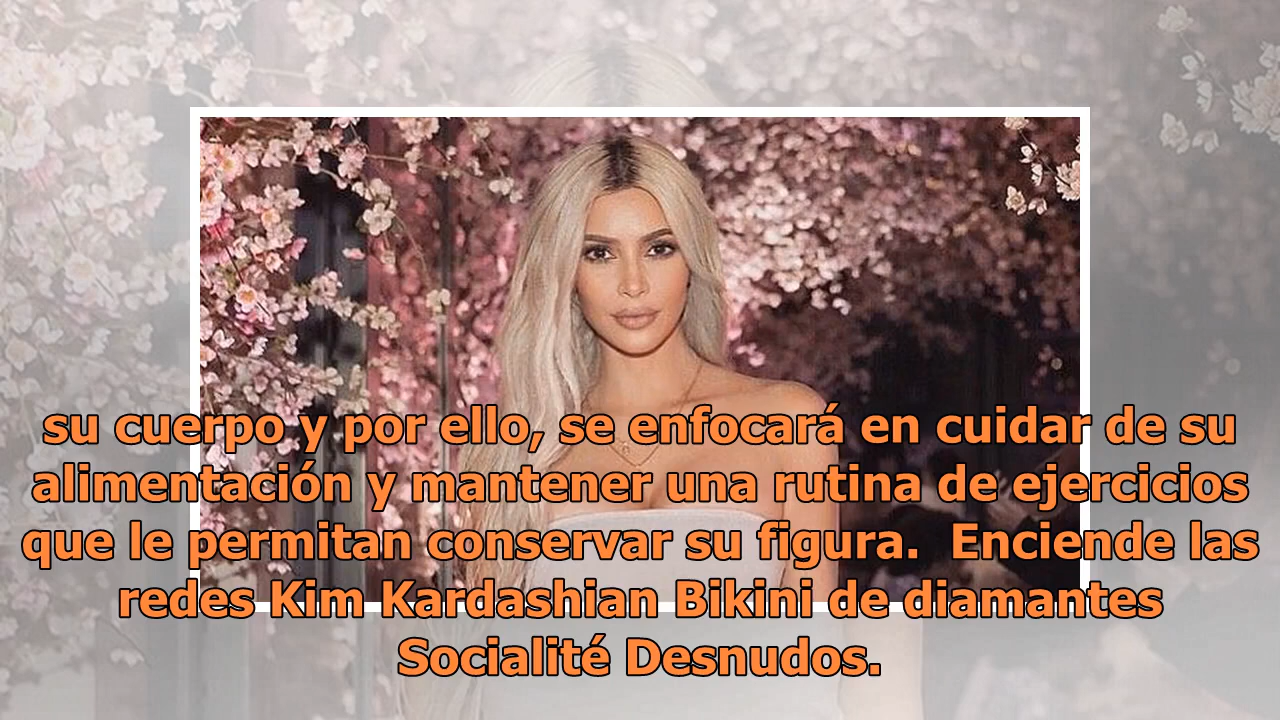 su cuerpo y por ello, se enfocará en cuidar de su
alimentación y mantener una rutina de ejercicios
que le permitan conservar su figura.  Enciende las
redes Kim Kardashian Bikini de diamantes
Socialité Desnudos.